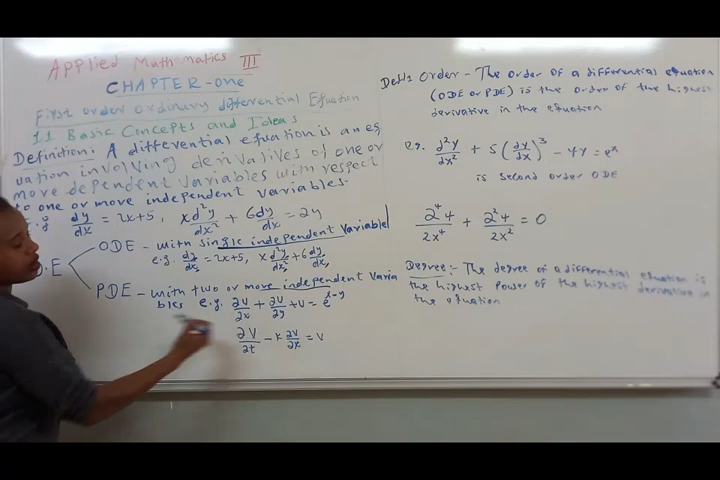 Applied Mathematics III
CHAPTER-one
First order ordinary differential Equation
1.1 Basic Concepts and Ideas
Definition:- A differential equation is an eq
uation involving derivatives of one or
more dependent variables with respect
to one or more independent variables.
e.g dy/dx = 2x+5, x d²y/dx² + 6 dy/dx = 2y
D.E
ODE - with single independent Variable
e.g. dy/dx = 2x+5, x d²y/dx² + 6 dy/dx
PDE - with two or more independent Varia
bles e.g. ∂V/∂x + ∂V/∂y + V = e^(x-y)
∂V/∂t - K ∂V/∂x = V
Def: Order - The order of a differential equation
(ODE or PDE) is the order of the highest
derivative in the equation
eg. d²y/dx² + 5(dy/dx)³ - 4y = e^x
is second order ODE
∂⁴4/∂x⁴ + ∂²4/∂x² = 0
Degree:- The degree of a differential equation is
the highest power of the highest derivative in
the equation